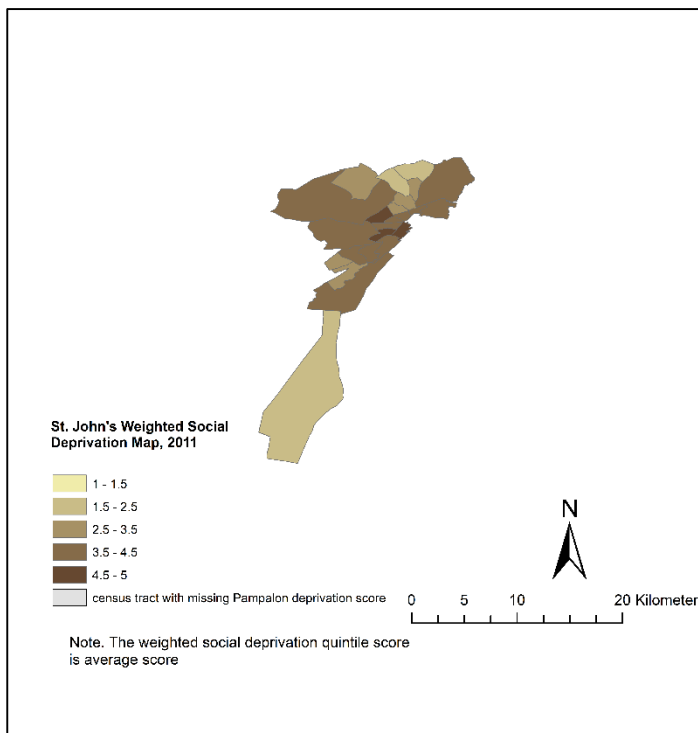 St. John's Weighted Social
Deprivation Map, 2011
1 - 1.5
1.5 - 2.5
2.5 - 3.5
3.5 - 4.5
4.5 - 5
census tract with missing Pampalon deprivation score
N
0 5 10 20 Kilometer
Note. The weighted social deprivation quintile score
is average score